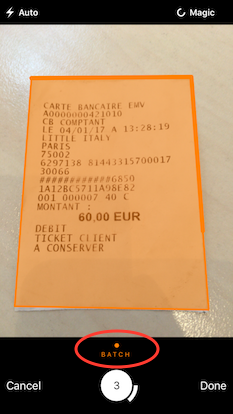 Auto
Magic
CARTE BANCAIRE EMV
A0000000421010
CB COMPTANT
LE 04/01/17 A 13:28:19
LITTLE ITALY
PARIS
75002
6297138 81443315700017
30066
############6850
1A12BC5711A98E82
001 000007 40 C
MONTANT :
60,00 EUR
DEBIT
TICKET CLIENT
A CONSERVER
BATCH
Cancel
3
Done